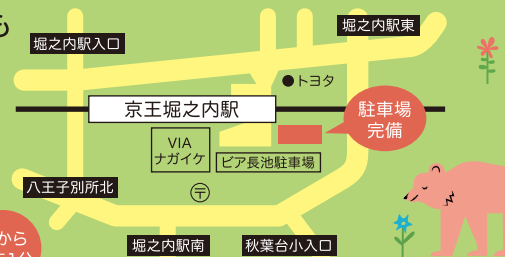 も
堀之内駅東
堀之内駅入口
●トヨタ
京王堀之内駅
駐車場
完備
VIA
ナガイケ
ビア長池駐車場
八王子別所北
〒
から
堀之内駅南
秋葉台小入口